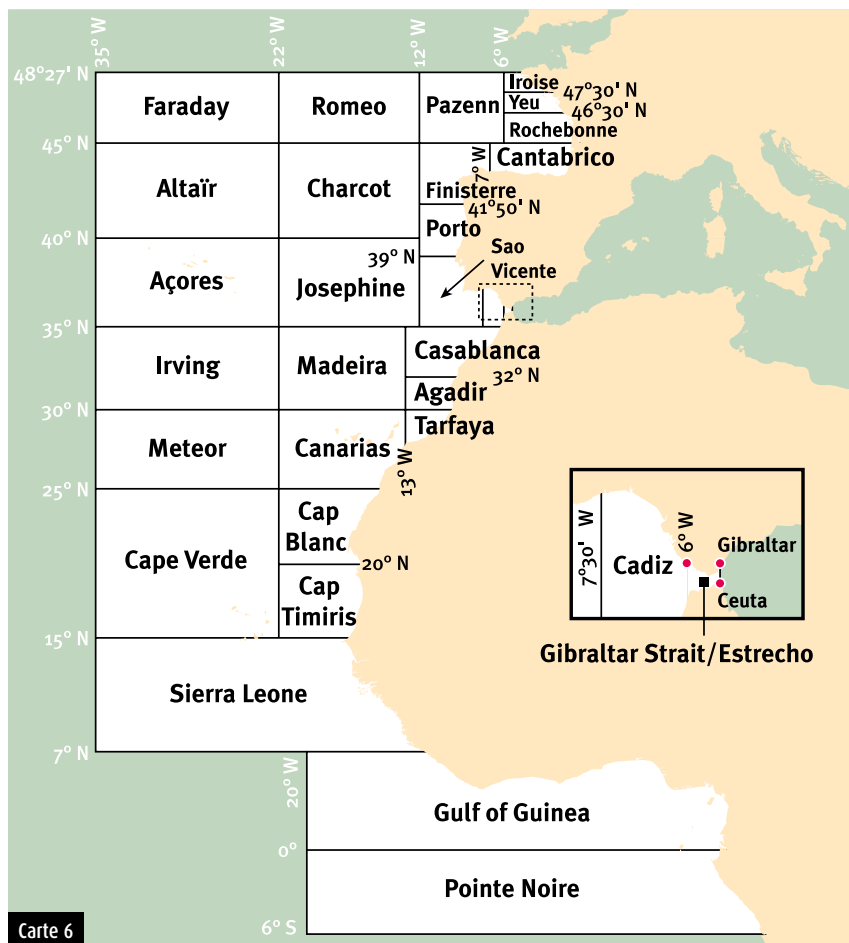 35° W
22° W
12° W
6° W
48°27' N
Faraday
Romeo
Pazenn
Iroise
47°30' N
Yeu
46°30' N
Rochebonne
45° N
7° W
Cantabrico
Altaïr
Charcot
Finisterre
41°50' N
Porto
40° N
39° N
Sao
Vicente
Açores
Josephine
35° N
Irving
Madeira
Casablanca
32° N
Agadir
30° N
Tarfaya
Meteor
Canarias
13° W
25° N
Cap
Blanc
Cape Verde
20° N
Cap
Timiris
15° N
7°30' W
Cadiz
6° W
Gibraltar
Ceuta
Gibraltar Strait/Estrecho
Sierra Leone
7° N
20° W
Gulf of Guinea
0°
Pointe Noire
6° S
Carte 6